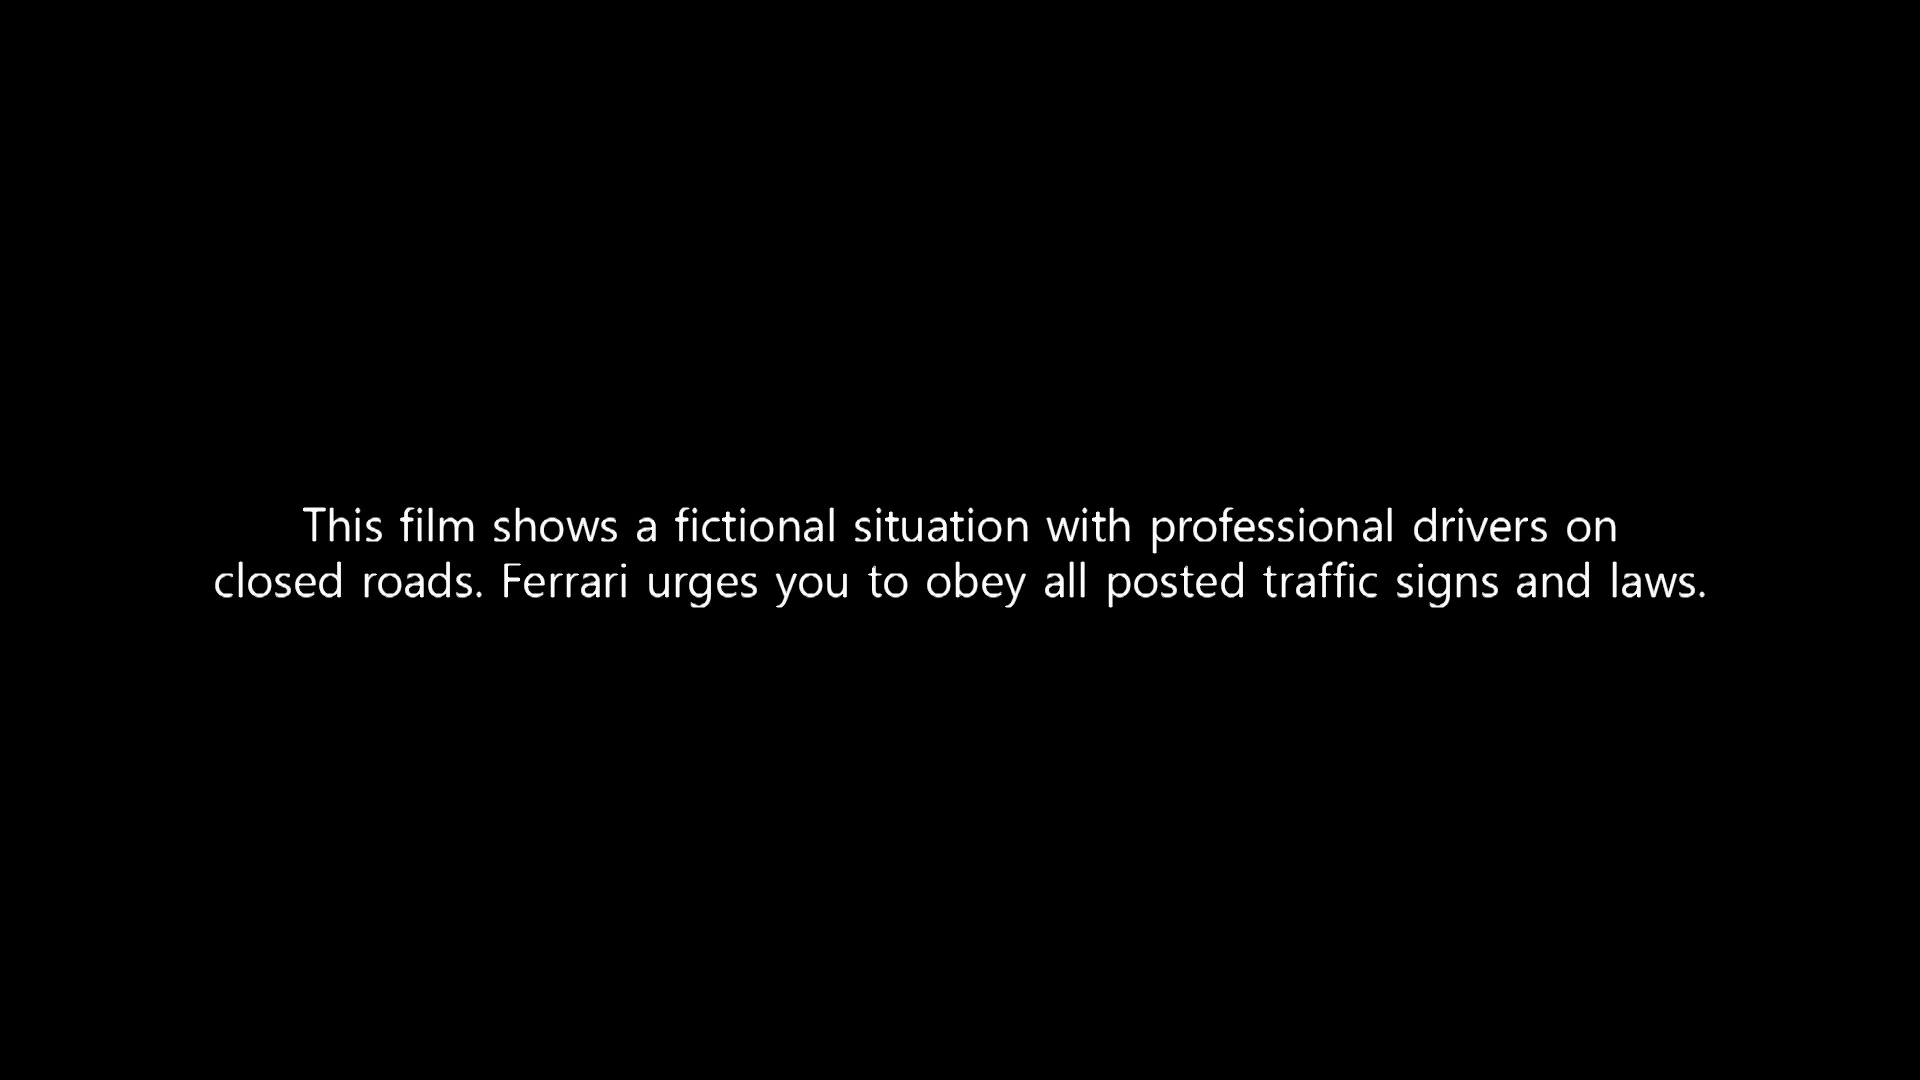 This film shows a fictional situation with professional drivers on
closed roads. Ferrari urges you to obey all posted traffic signs and laws.